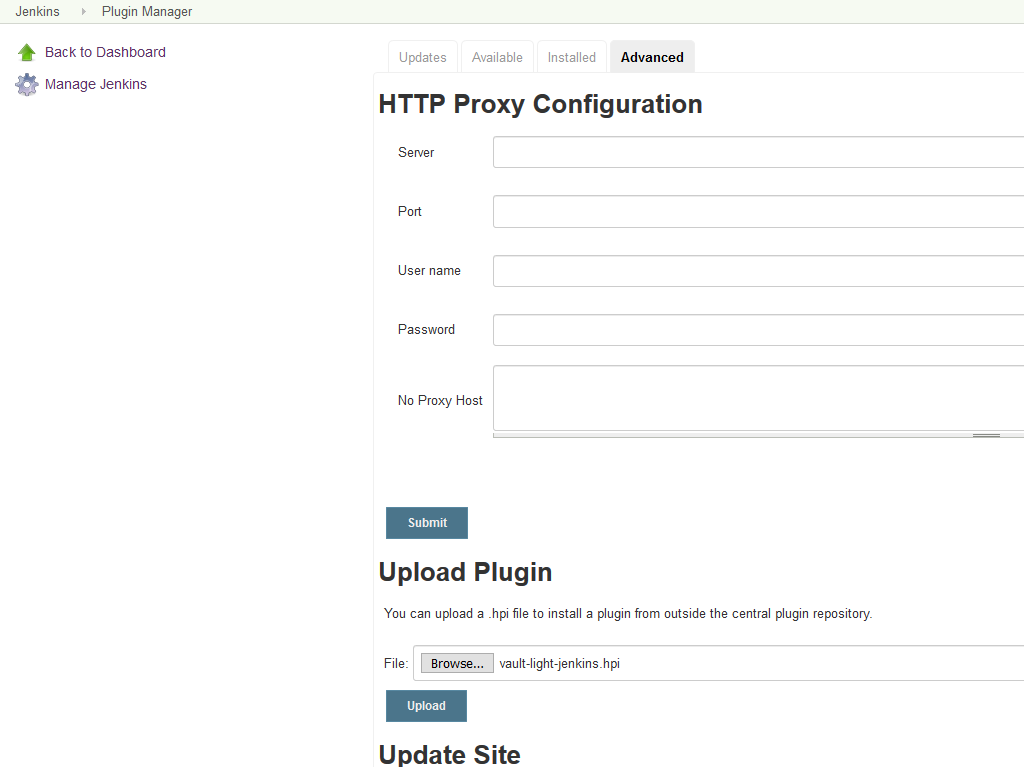 Jenkins Plugin Manager
Back to Dashboard
Manage Jenkins
Updates Available Installed Advanced
HTTP Proxy Configuration
Server
Port
User name
Password
No Proxy Host
Submit
Upload Plugin
You can upload a .hpi file to install a plugin from outside the central plugin repository.
File: Browse... vault-light-jenkins.hpi
Upload
Update Site